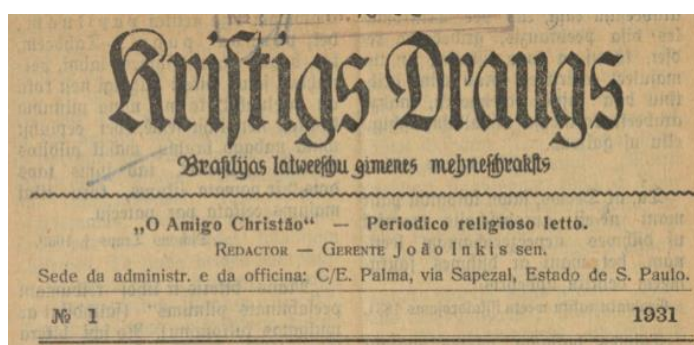 Kriſtigs Draugs
Braſilijas latweeſchu gimenes mehneſchrakſts
„O Amigo Christão“ — Periodico religioso letto.
REDACTOR — GERENTE João Inkis sen.
Sede da administr. e da officina: C/E. Palma, via Sapezal, Estado de S. Paulo.
№ 1 1931